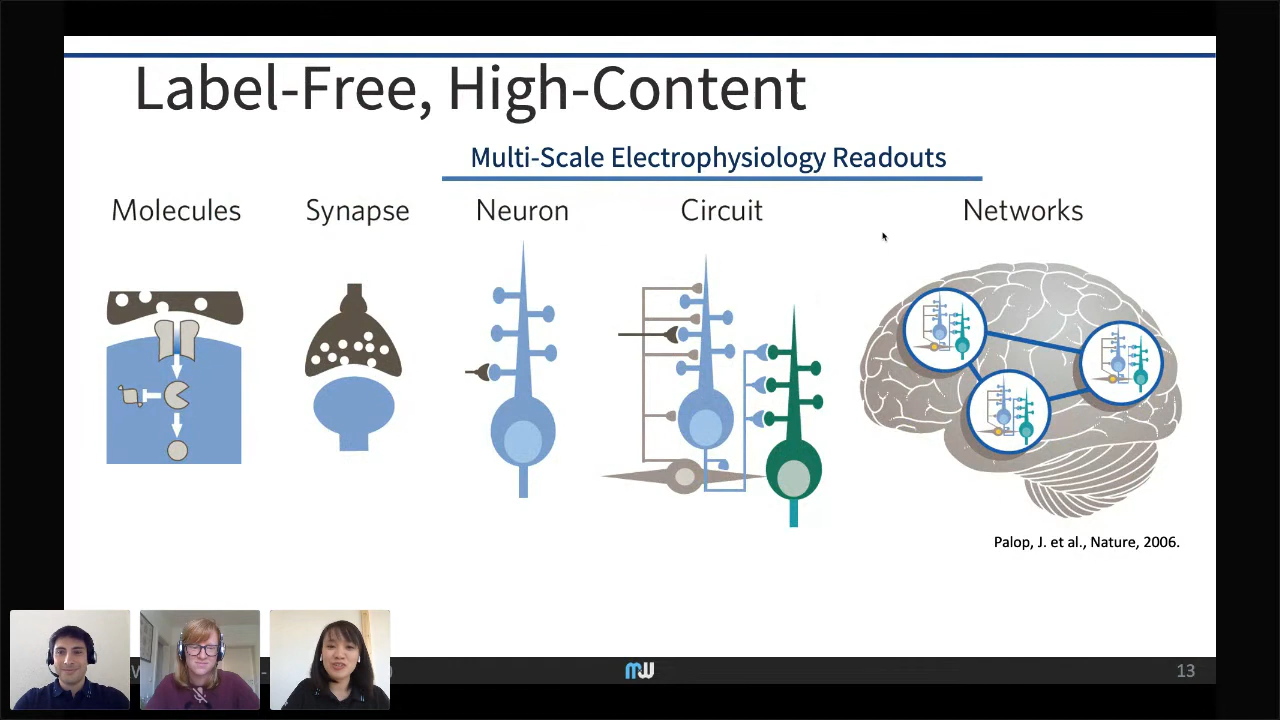 Label-Free, High-Content
Multi-Scale Electrophysiology Readouts
Molecules Synapse Neuron Circuit Networks
Palop, J. et al., Nature, 2006.
13